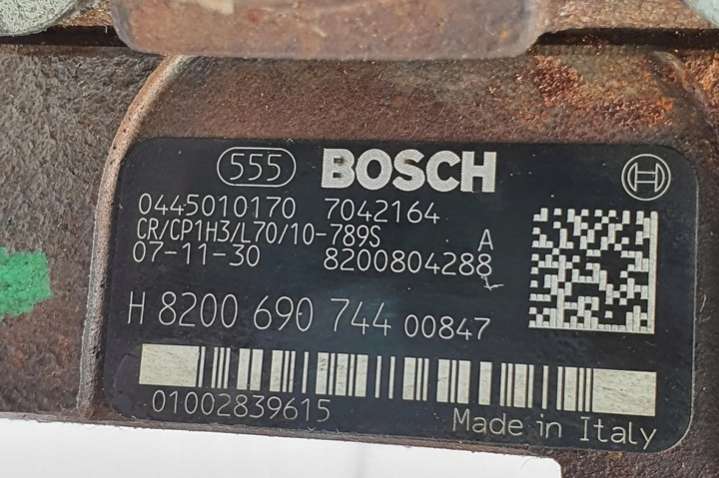 555 BOSCH
0445010170 7042164
CR/CP1H3/L70/10-789S A
07-11-30 8200804288
H 8200 690 744 00847
01002839615
Made in Italy